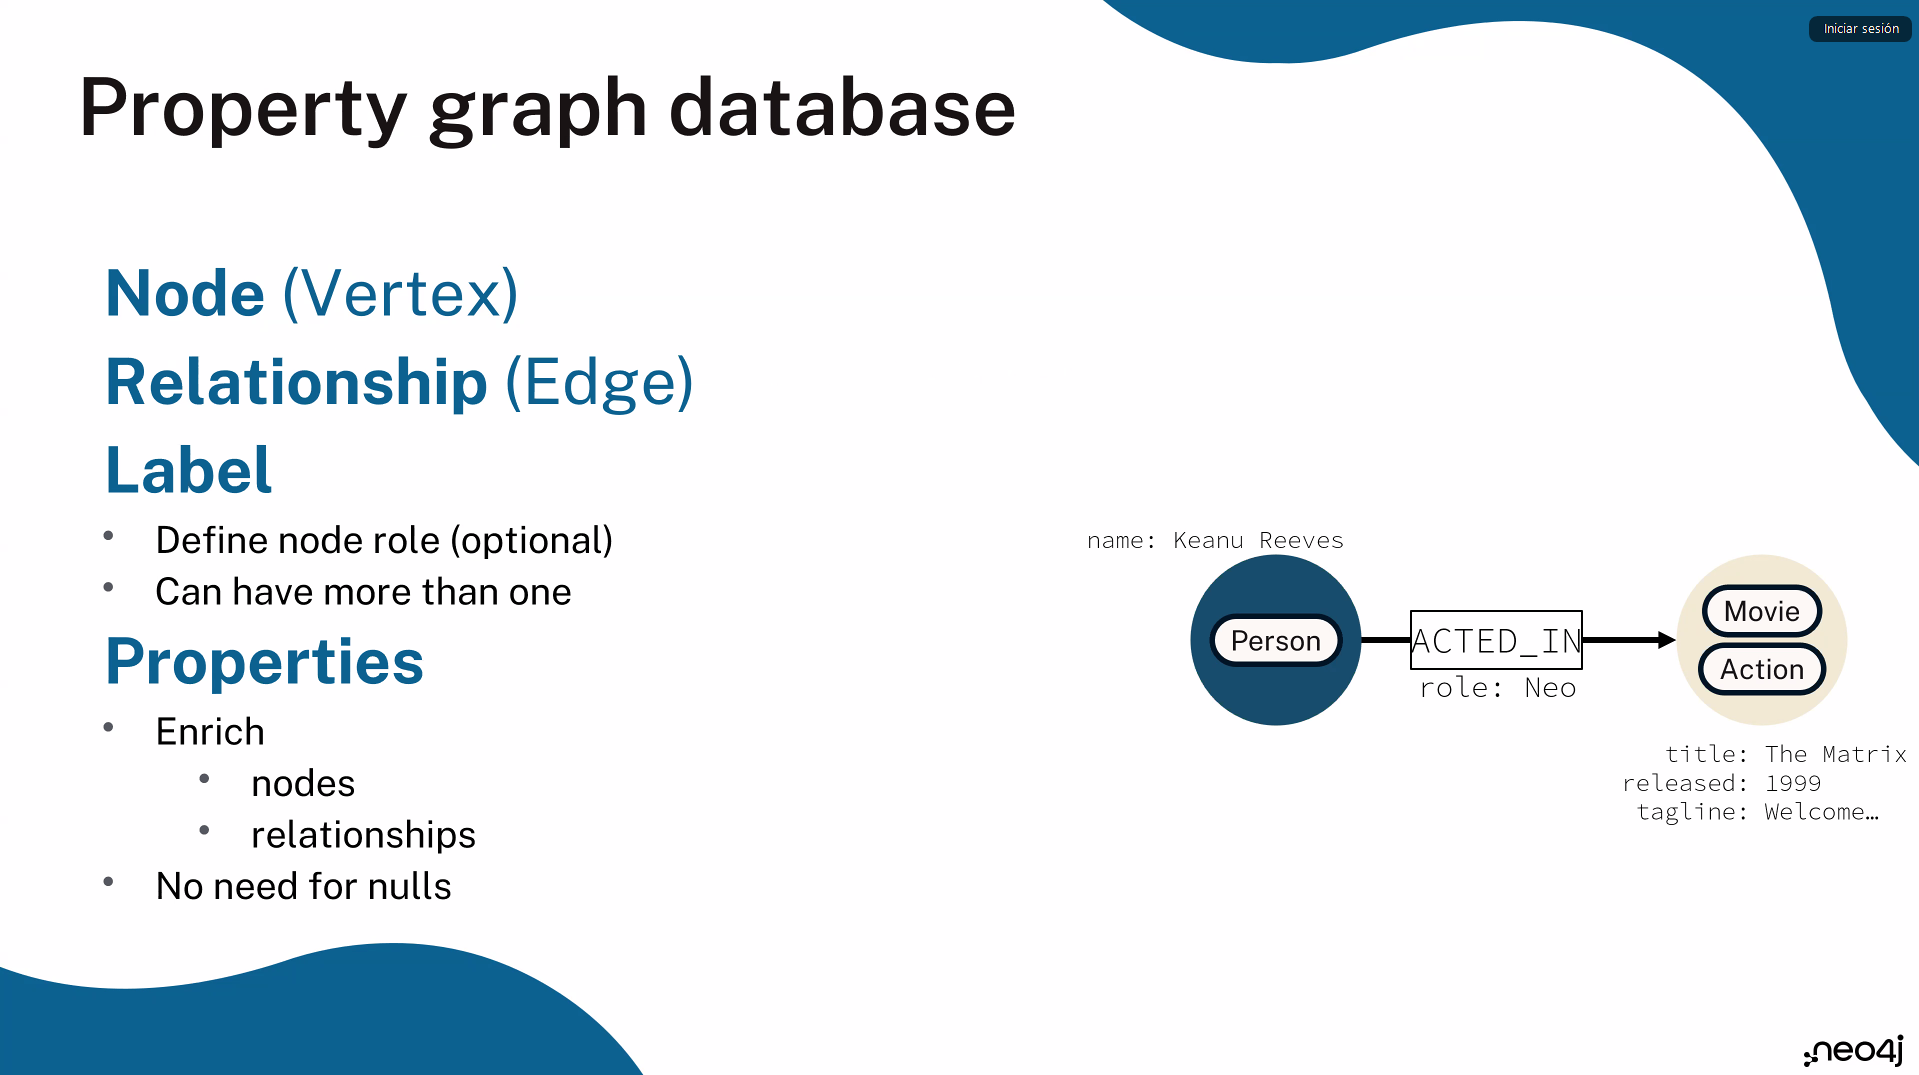 Iniciar sesión
Property graph database
Node (Vertex)
Relationship (Edge)
Label
• Define node role (optional)
• Can have more than one
Properties
• Enrich
• nodes
• relationships
• No need for nulls
name: Keanu Reeves
Person
ACTED_IN
role: Neo
Movie
Action
title: The Matrix
released: 1999
tagline: Welcome…
neo4j